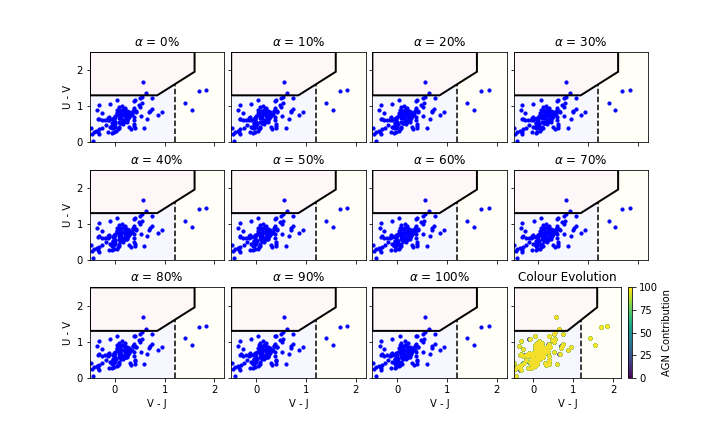 α = 0% α = 10% α = 20% α = 30%
2
1
0
U - V
α = 40% α = 50% α = 60% α = 70%
2
1
0
U - V
α = 80% α = 90% α = 100% Colour Evolution
2
1
0
U - V
0 1 2 0 1 2 0 1 2 0 1 2
V - J V - J V - J V - J
100
75
50
25
0
AGN Contribution